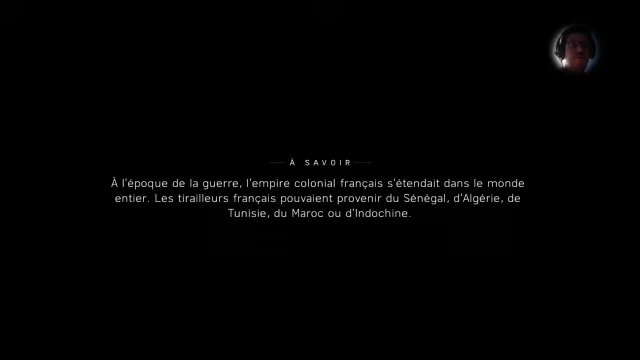 À SAVOIR
À l'époque de la guerre, l'empire colonial français s'étendait dans le monde
entier. Les tirailleurs français pouvaient provenir du Sénégal, d'Algérie, de
Tunisie, du Maroc ou d'Indochine.